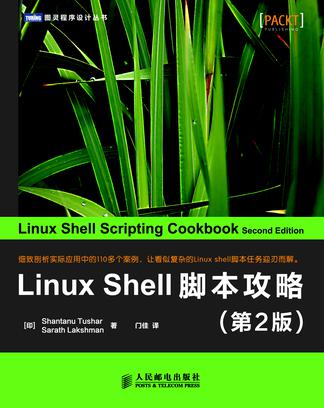 TURING 图灵程序设计丛书
[PACKT]
PUBLISHING
Linux Shell Scripting Cookbook Second Edition
细致剖析实际应用中的110多个案例，让看似复杂的Linux shell脚本任务迎刃而解。
Linux Shell 脚本攻略
（第2版）
[印] Shantanu Tushar
Sarath Lakshman 著 门佳 译
人民邮电出版社
POSTS & TELECOM PRESS